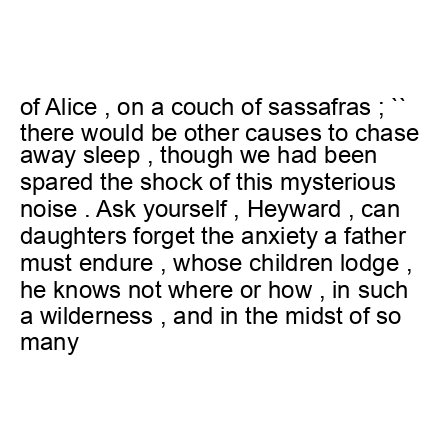 of Alice , on a couch of sassafras ; ``
there would be other causes to chase
away sleep , though we had been
spared the shock of this mysterious
noise . Ask yourself , Heyward , can
daughters forget the anxiety a father
must endure , whose children lodge ,
he knows not where or how , in such
a wilderness , and in the midst of so
many